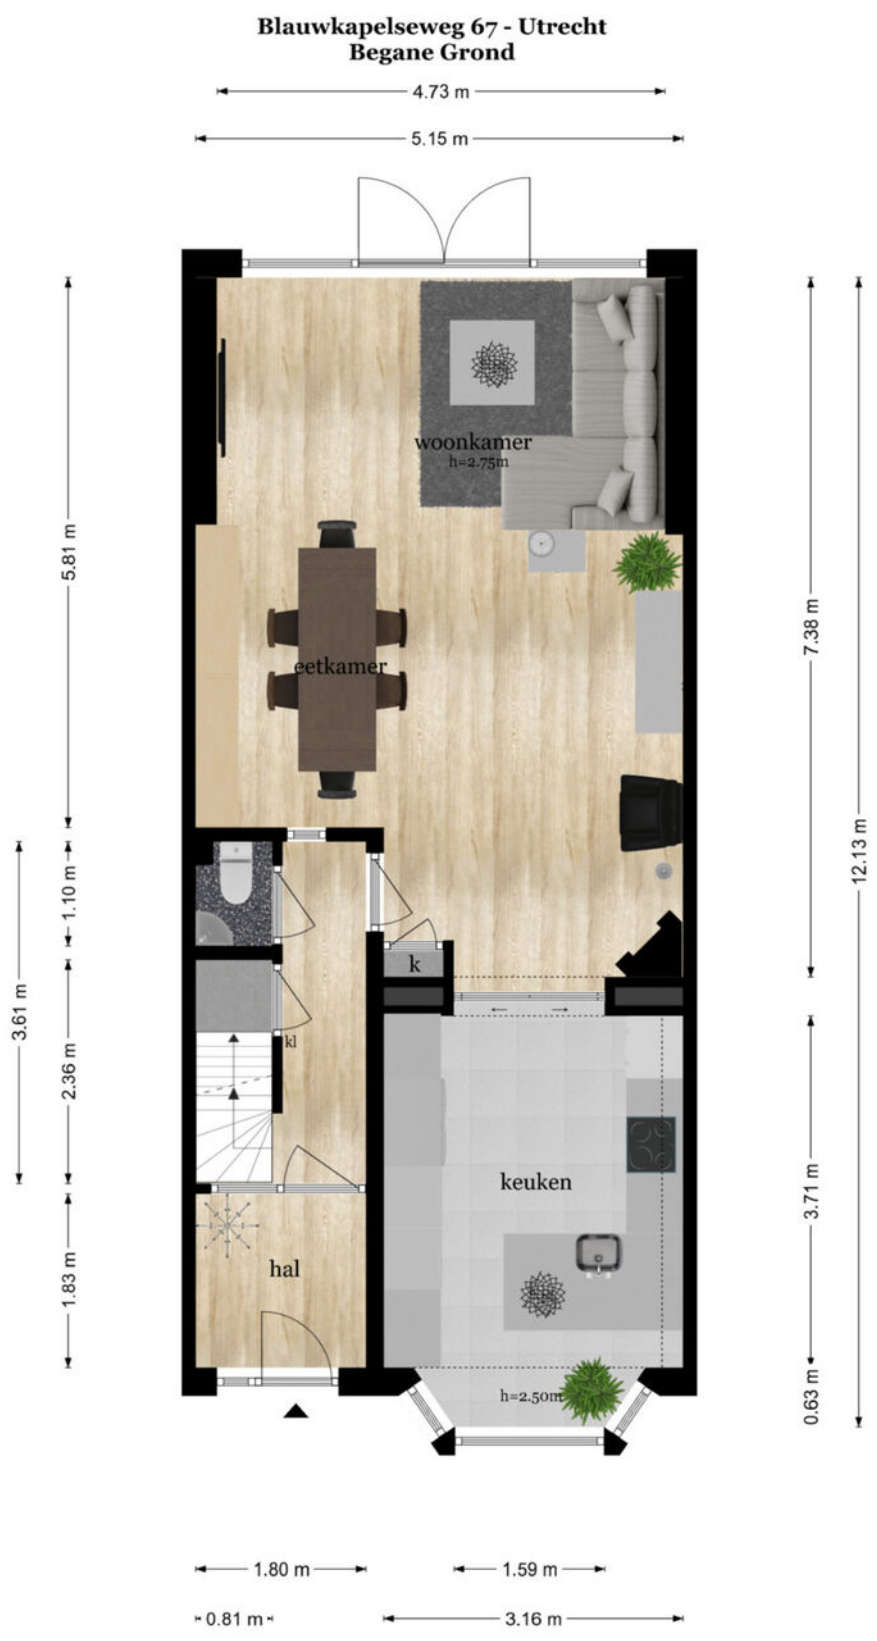 Blauwkapelseweg 67 - Utrecht
Begane Grond
4.73 m
5.15 m
woonkamer
h=2.75m
5.81 m
7.38 m
eetkamer
12.13 m
1.10 m
k
3.61 m
kl
2.36 m
keuken
3.71 m
hal
1.83 m
h=2.50m
0.63 m
1.80 m
1.59 m
0.81 m
3.16 m